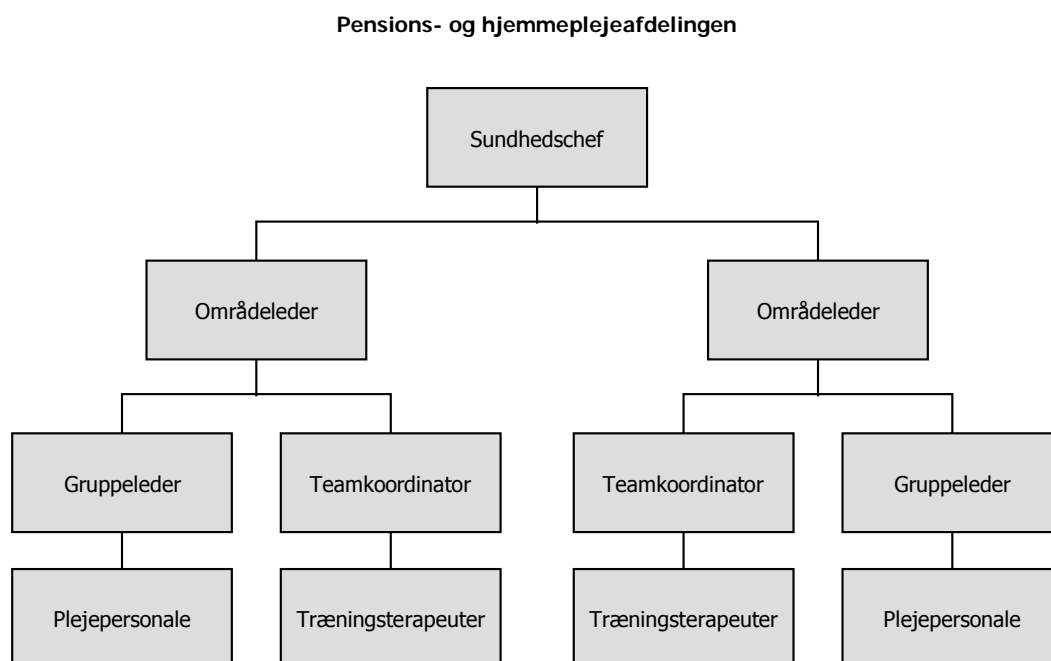 Pensions- og hjemmeplejeafdelingen
Sundhedschef
Områdeleder
Områdeleder
Gruppeleder
Teamkoordinator
Teamkoordinator
Gruppeleder
Plejepersonale
Træningsterapeuter
Træningsterapeuter
Plejepersonale